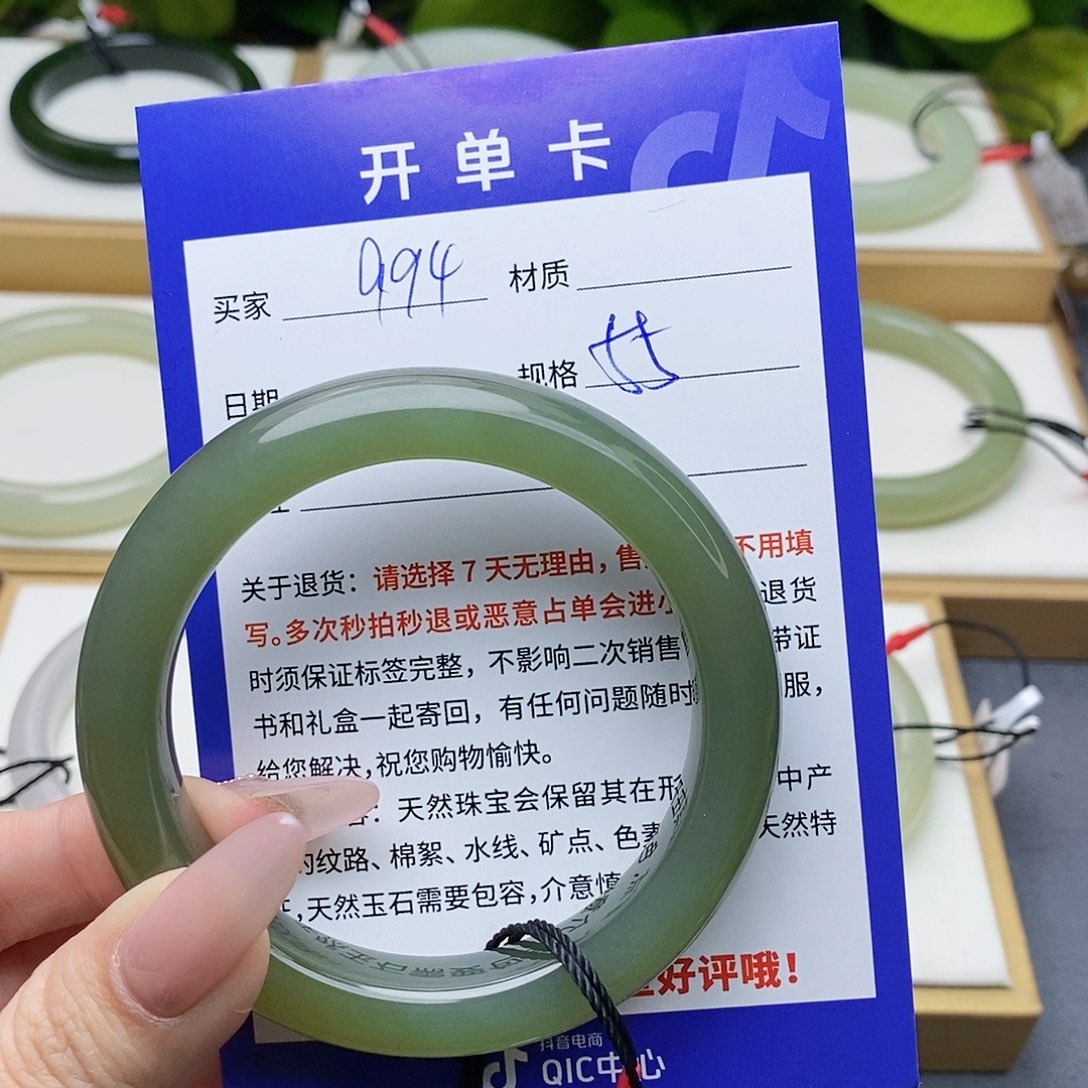 开单卡
买家 994 材质
日期 规格
关于退货：请选择7天无理由，售 不用填
写。多次秒拍秒退或恶意占单会进小 退货
时须保证标签完整，不影响二次销售 带证
书和礼盒一起寄回，有任何问题随时 服，
给您解决，祝您购物愉快。
：天然珠宝会保留其在形 中产
的纹路、棉絮、水线、矿点、色 天然特
，天然玉石需要包容，介意慎
好评哦！
抖音电商
QIC中心